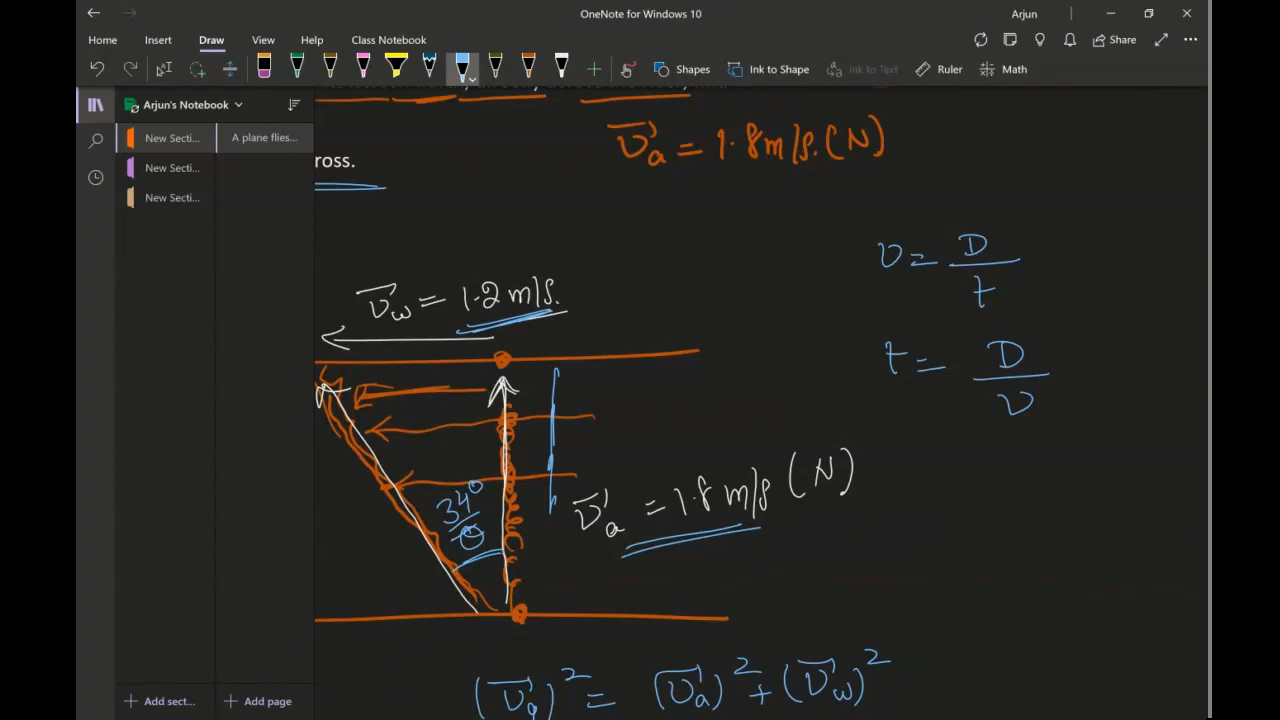 OneNote for Windows 10
Arjun
Home Insert Draw View Help Class Notebook
Share
Shapes Ink to Shape Ink to Text Ruler Math
Arjun's Notebook
New Secti...
New Secti...
New Secti...
A plane flies...
v⃗'a = 1.8m/s.(N)
ross.
v = D/t
v⃗w = 1.2 m/s.
t = D/v
34°
θ
v⃗'a = 1.8 m/s (N)
(v⃗'g)² = (v⃗'a)² + (v⃗'w)²
Add sect... Add page